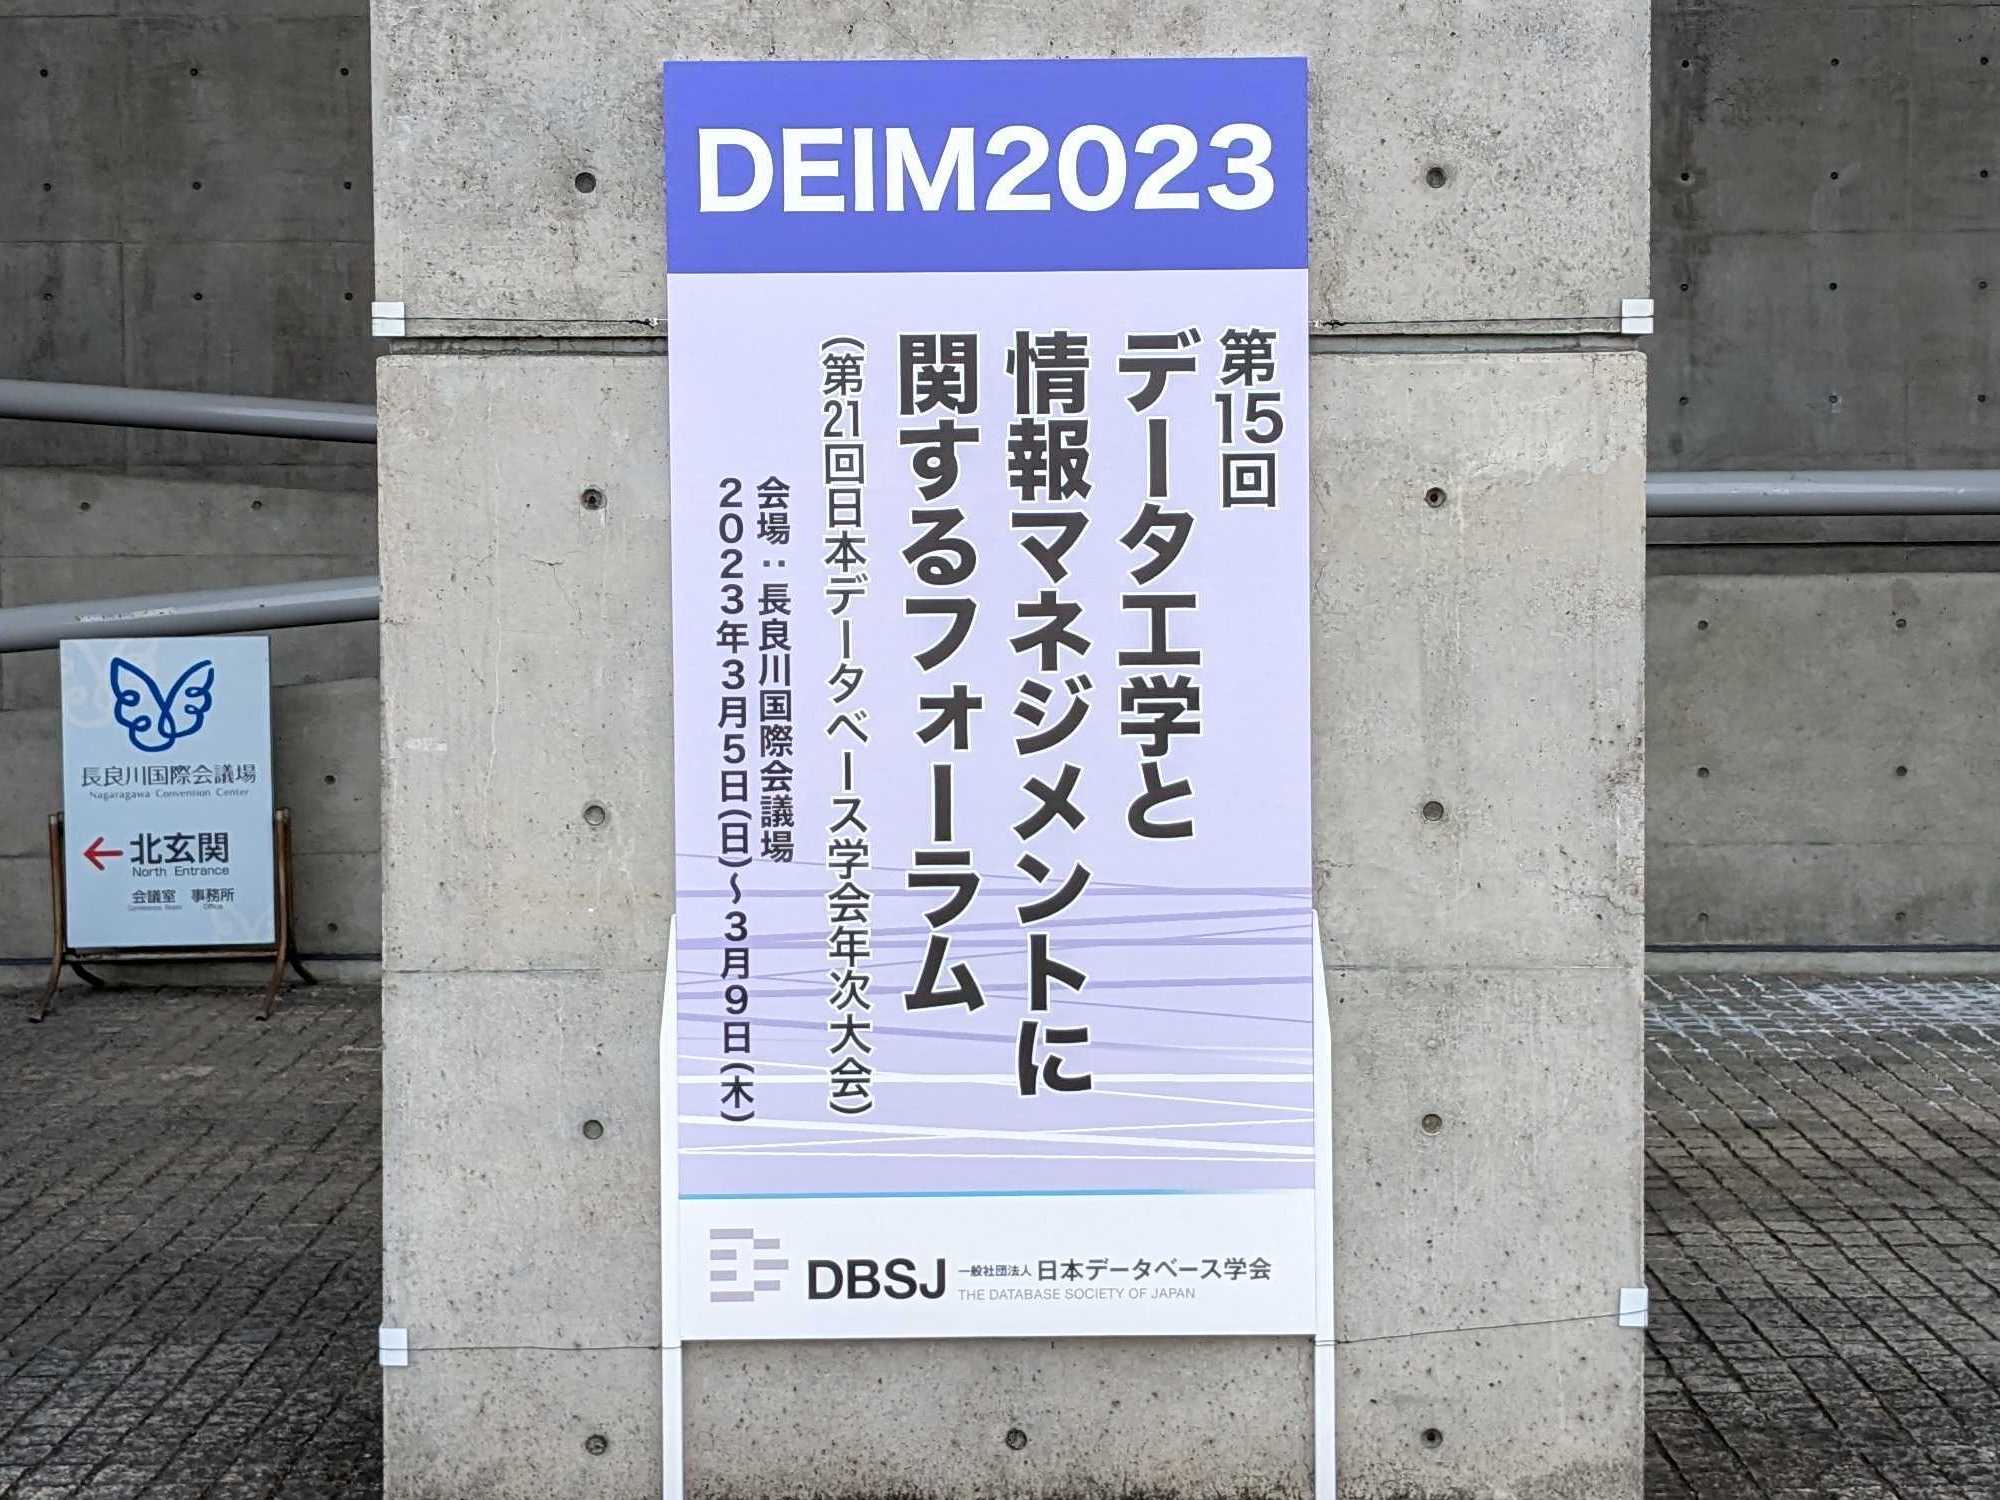 DEIM2023
第15回
データ工学と
情報マネジメントに
関するフォーラム
(第21回日本データベース学会年次大会)
会場：長良川国際会議場
2023年3月5日(日)～3月9日(木)
DBSJ
一般社団法人 日本データベース学会
THE DATABASE SOCIETY OF JAPAN
長良川国際会議場
Nagaragawa Convention Center
←北玄関
North Entrance
会議室 事務所
Conference Room Office